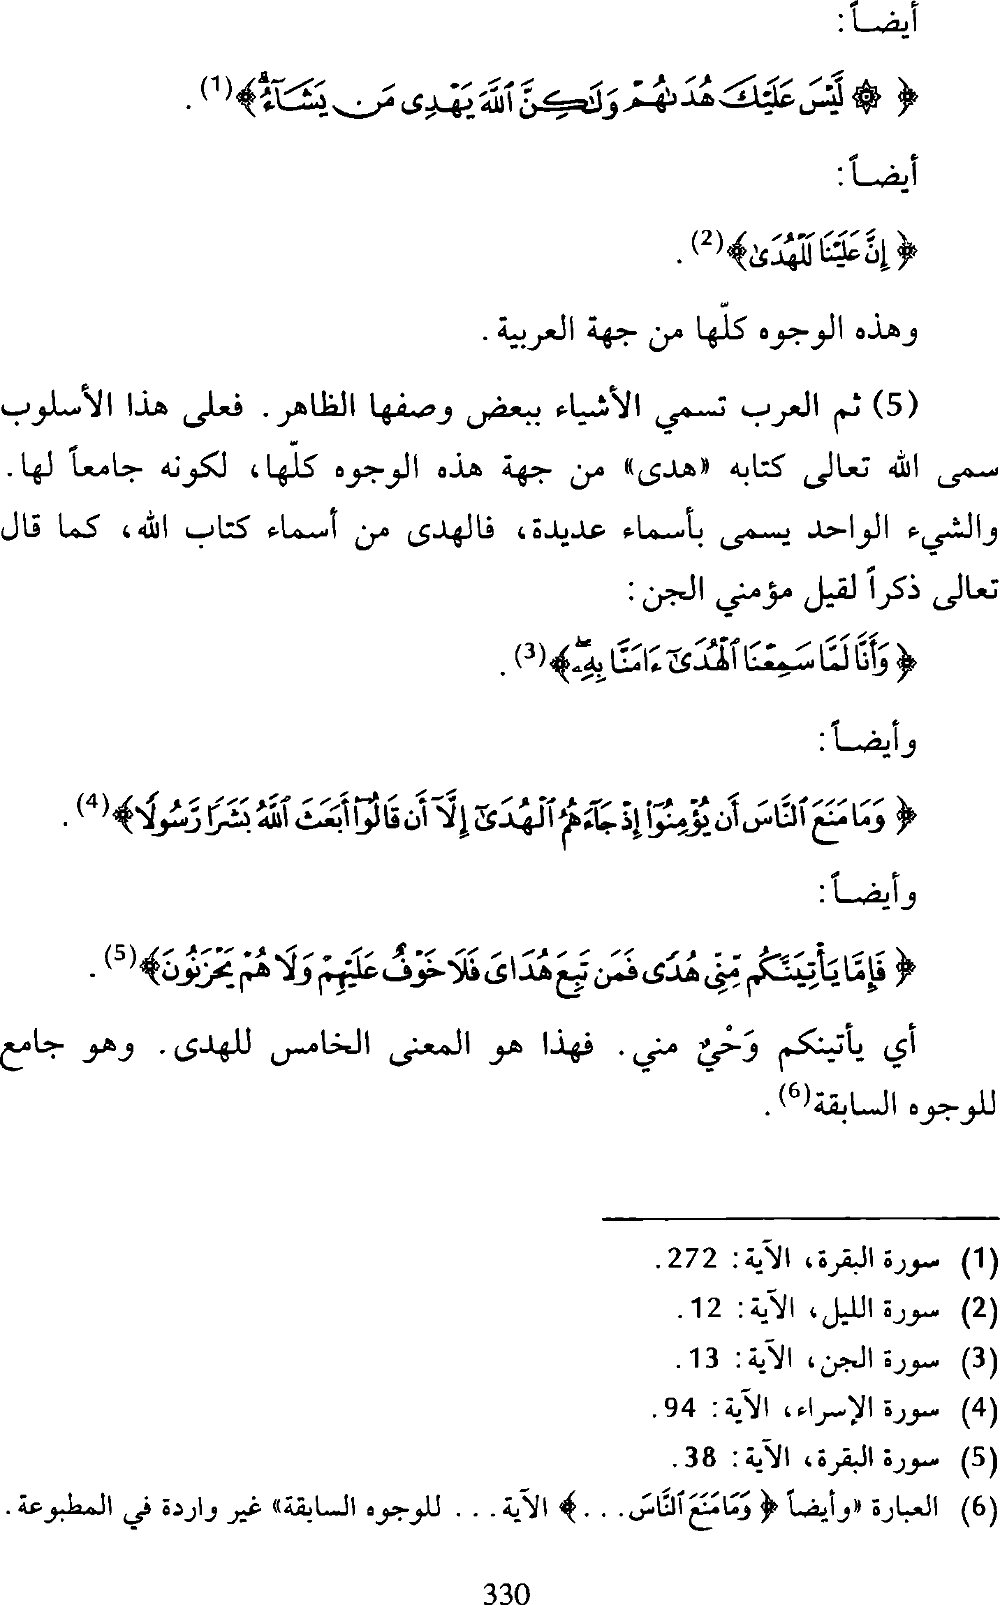 أيضاً:
﴿ ۞ لَّيْسَ عَلَيْكَ هُدَىٰهُمْ وَلَٰكِنَّ ٱللَّهَ يَهْدِى مَن يَشَآءُ ۗ﴾(1).
أيضاً:
﴿ إِنَّ عَلَيْنَا لَلْهُدَىٰ﴾(2).
وهذه الوجوه كلّها من جهة العربية.
(5) ثم العرب تسمي الأشياء ببعض وصفها الظاهر. فعلى هذا الأسلوب
سمى الله تعالى كتابه «هدى» من جهة هذه الوجوه كلّها، لكونه جامعاً لها.
والشيء الواحد يسمى بأسماء عديدة، فالهدى من أسماء كتاب الله، كما قال
تعالى ذكراً لقيل مؤمني الجن:
﴿ وَأَنَّا لَمَّا سَمِعْنَا ٱلْهُدَىٰٓ ءَامَنَّا بِهِۦ ۖ﴾(3).
وأيضاً:
﴿ وَمَا مَنَعَ ٱلنَّاسَ أَن يُؤْمِنُوٓا۟ إِذْ جَآءَهُمُ ٱلْهُدَىٰٓ إِلَّآ أَن قَالُوٓا۟ أَبَعَثَ ٱللَّهُ بَشَرًا رَّسُولًا﴾(4).
وأيضاً:
﴿ فَإِمَّا يَأْتِيَنَّكُم مِّنِّى هُدًى فَمَن تَبِعَ هُدَاىَ فَلَا خَوْفٌ عَلَيْهِمْ وَلَا هُمْ يَحْزَنُونَ﴾(5).
أي يأتينكم وَحْيٌ مني. فهذا هو المعنى الخامس للهدى. وهو جامع
للوجوه السابقة(6).
(1) سورة البقرة، الآية: 272.
(2) سورة الليل، الآية: 12.
(3) سورة الجن، الآية: 13.
(4) سورة الإسراء، الآية: 94.
(5) سورة البقرة، الآية: 38.
(6) العبارة «وأيضاً ﴿ وَمَا مَنَعَ ٱلنَّاسَ...﴾ الآية... للوجوه السابقة» غير واردة في المطبوعة.
330